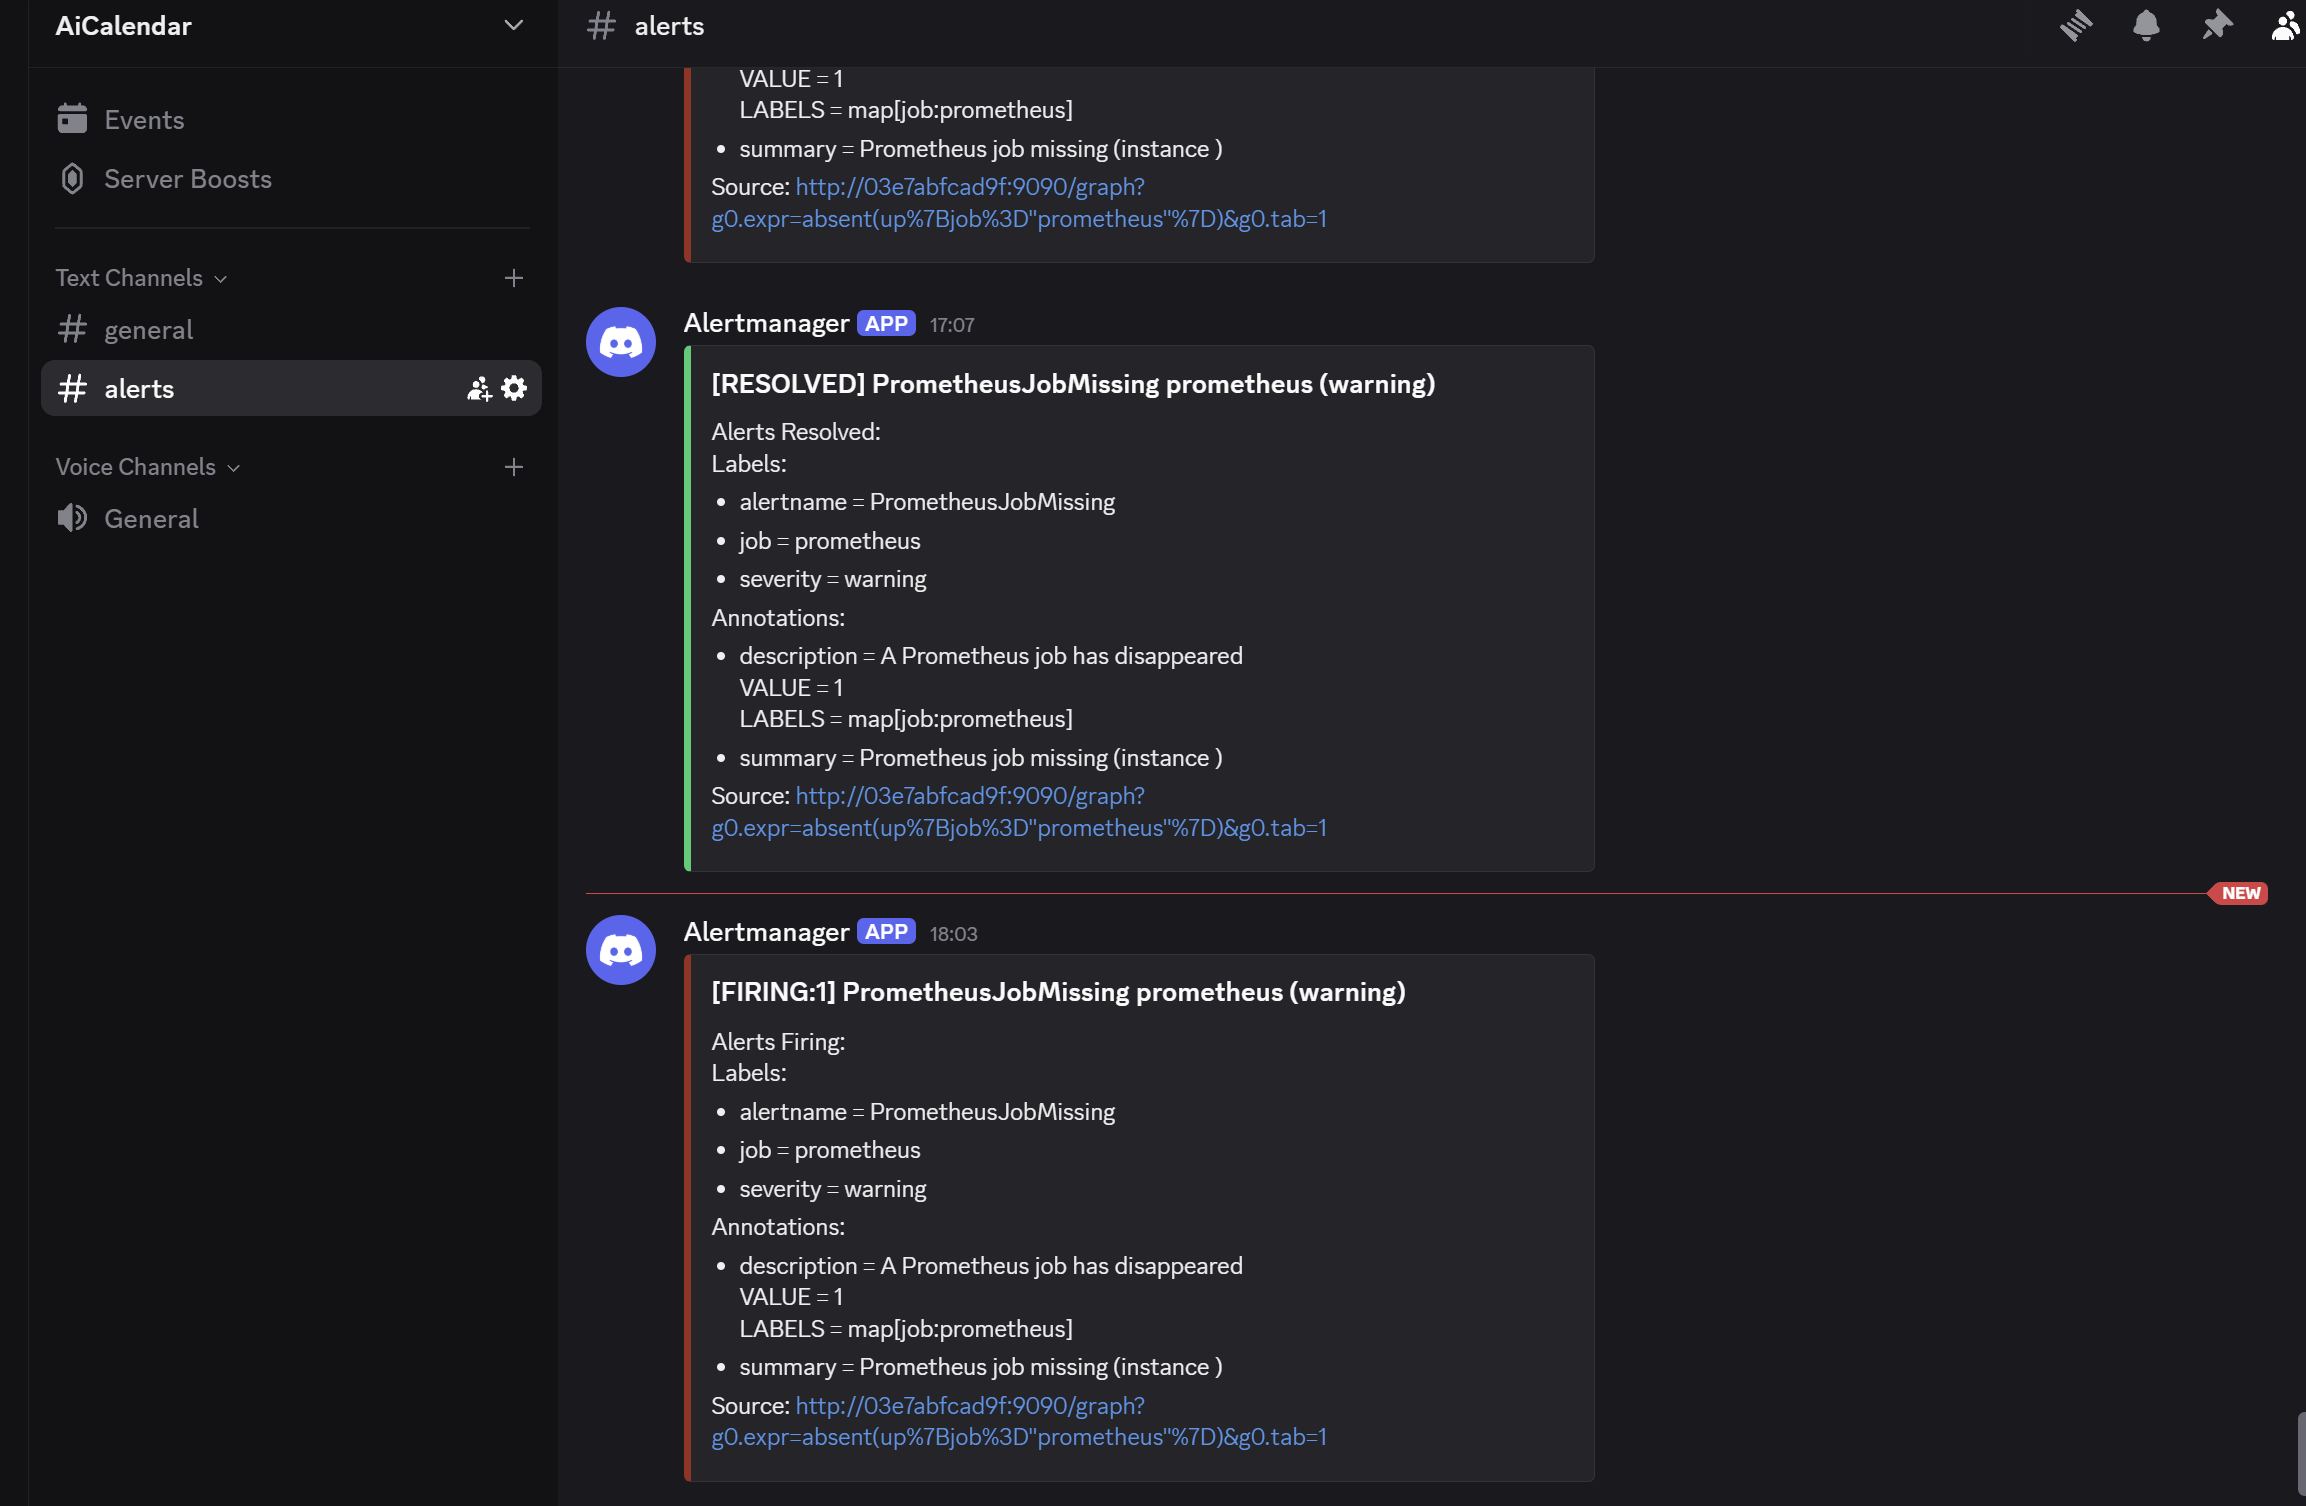 AiCalendar
Events
Server Boosts
Text Channels
general
alerts
Voice Channels
General
alerts
VALUE = 1
LABELS = map[job:prometheus]
• summary = Prometheus job missing (instance )
Source: http://03e7abfcad9f:9090/graph?
g0.expr=absent(up%7Bjob%3D"prometheus"%7D)&g0.tab=1
Alertmanager APP 17:07
[RESOLVED] PrometheusJobMissing prometheus (warning)
Alerts Resolved:
Labels:
• alertname = PrometheusJobMissing
• job = prometheus
• severity = warning
Annotations:
• description = A Prometheus job has disappeared
VALUE = 1
LABELS = map[job:prometheus]
• summary = Prometheus job missing (instance )
Source: http://03e7abfcad9f:9090/graph?
g0.expr=absent(up%7Bjob%3D"prometheus"%7D)&g0.tab=1
NEW
Alertmanager APP 18:03
[FIRING:1] PrometheusJobMissing prometheus (warning)
Alerts Firing:
Labels:
• alertname = PrometheusJobMissing
• job = prometheus
• severity = warning
Annotations:
• description = A Prometheus job has disappeared
VALUE = 1
LABELS = map[job:prometheus]
• summary = Prometheus job missing (instance )
Source: http://03e7abfcad9f:9090/graph?
g0.expr=absent(up%7Bjob%3D"prometheus"%7D)&g0.tab=1